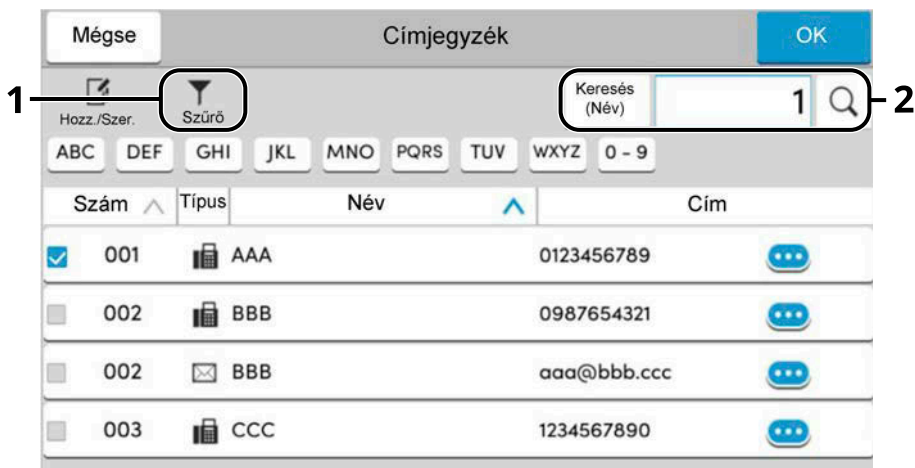 Mégse Címjegyzék OK
1 Hozz./Szer. Szűrő Keresés (Név) 1 2
ABC DEF GHI JKL MNO PQRS TUV WXYZ 0 - 9
Szám Típus Név Cím
001 AAA 0123456789
002 BBB 0987654321
002 BBB aaa@bbb.ccc
003 CCC 1234567890